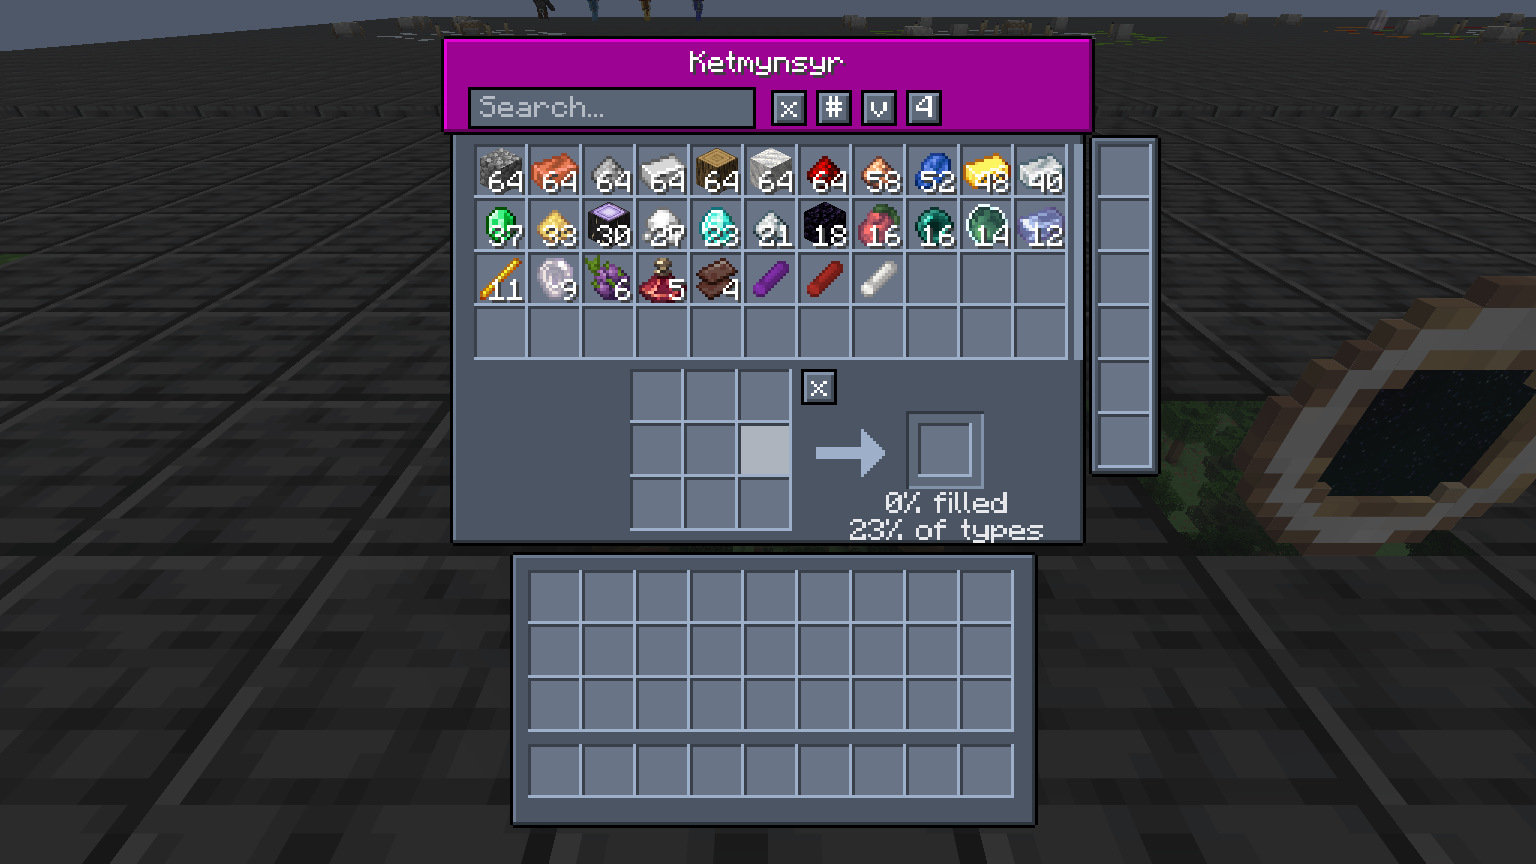 Ketmynsyr
Search...
x # v 4
64 64 64 64 64 64 64 58 52 48 40
37 33 30 27 23 21 18 16 16 14 12
11 9 6 5 4
x
0% filled
23% of types